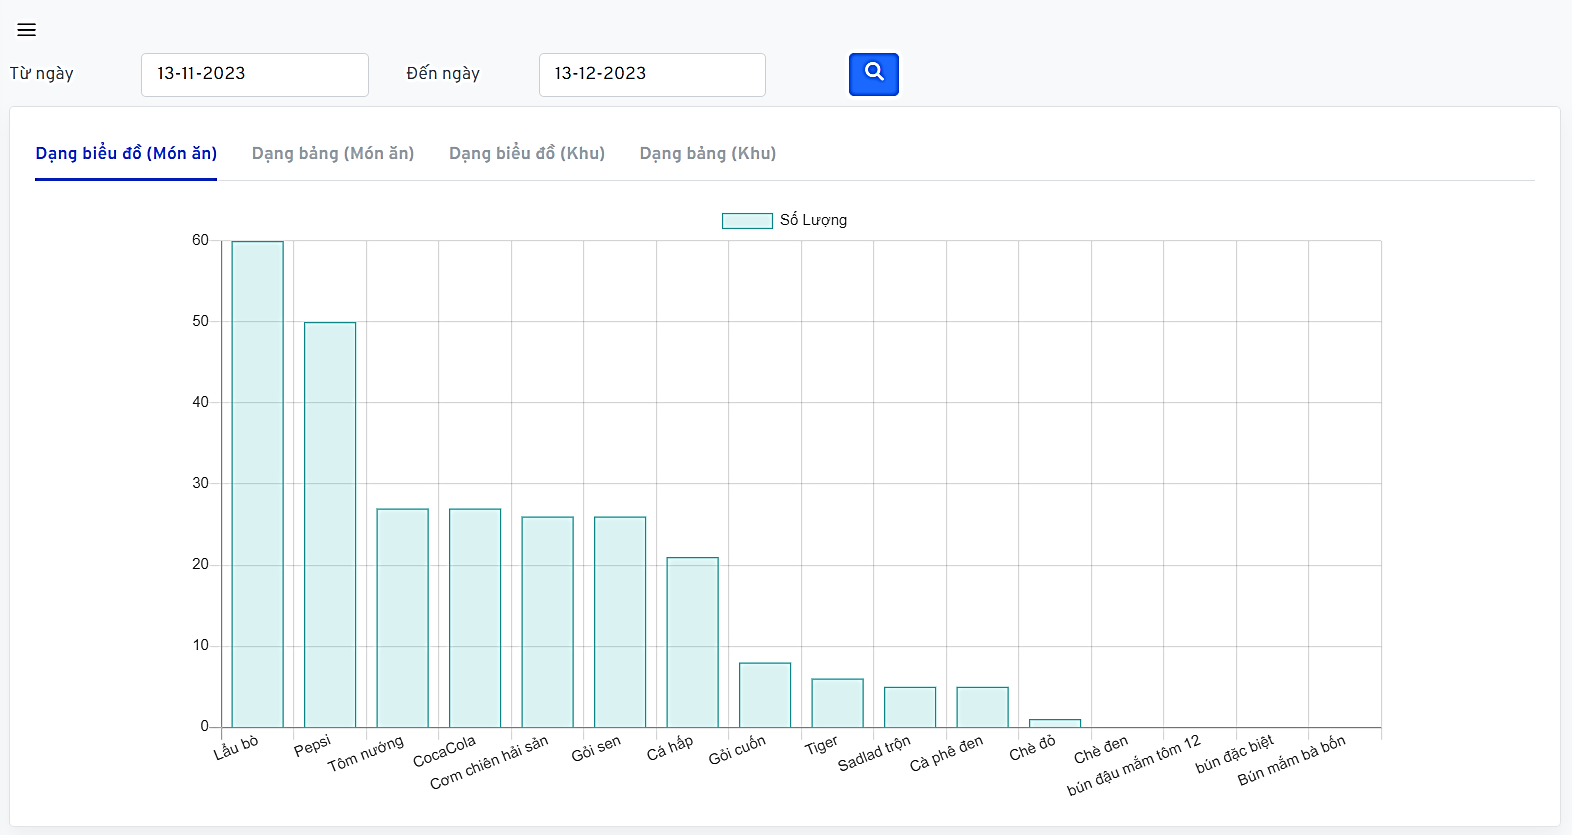 Từ ngày 13-11-2023 Đến ngày 13-12-2023
Dạng biểu đồ (Món ăn) Dạng bảng (Món ăn) Dạng biểu đồ (Khu) Dạng bảng (Khu)
Số Lượng
60
50
40
30
20
10
0
Lẩu bò
Pepsi
Tôm nướng
CocaCola
Cơm chiên hải sản
Gỏi sen
Cá hấp
Gỏi cuốn
Tiger
Sadlad trộn
Cà phê đen
Chè đỏ
Chè đen
bún đậu mắm tôm 12
bún đặc biệt
Bún mắm bà bốn